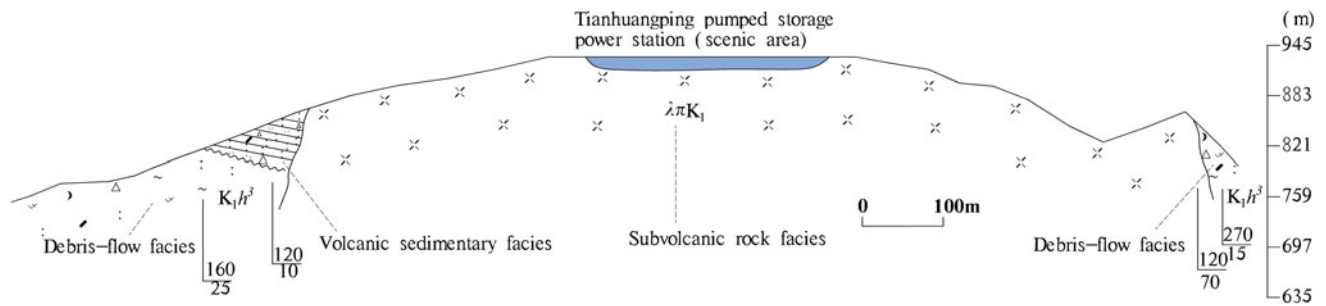 Tianhuangping pumped storage
power station (scenic area)
(m)
945
883
821
759
697
635
λπK₁
K₁h³
K₁h³
0 100m
Debris-flow facies
Volcanic sedimentary facies
Subvolcanic rock facies
Debris-flow facies
160
25
120
10
270
15
120
70